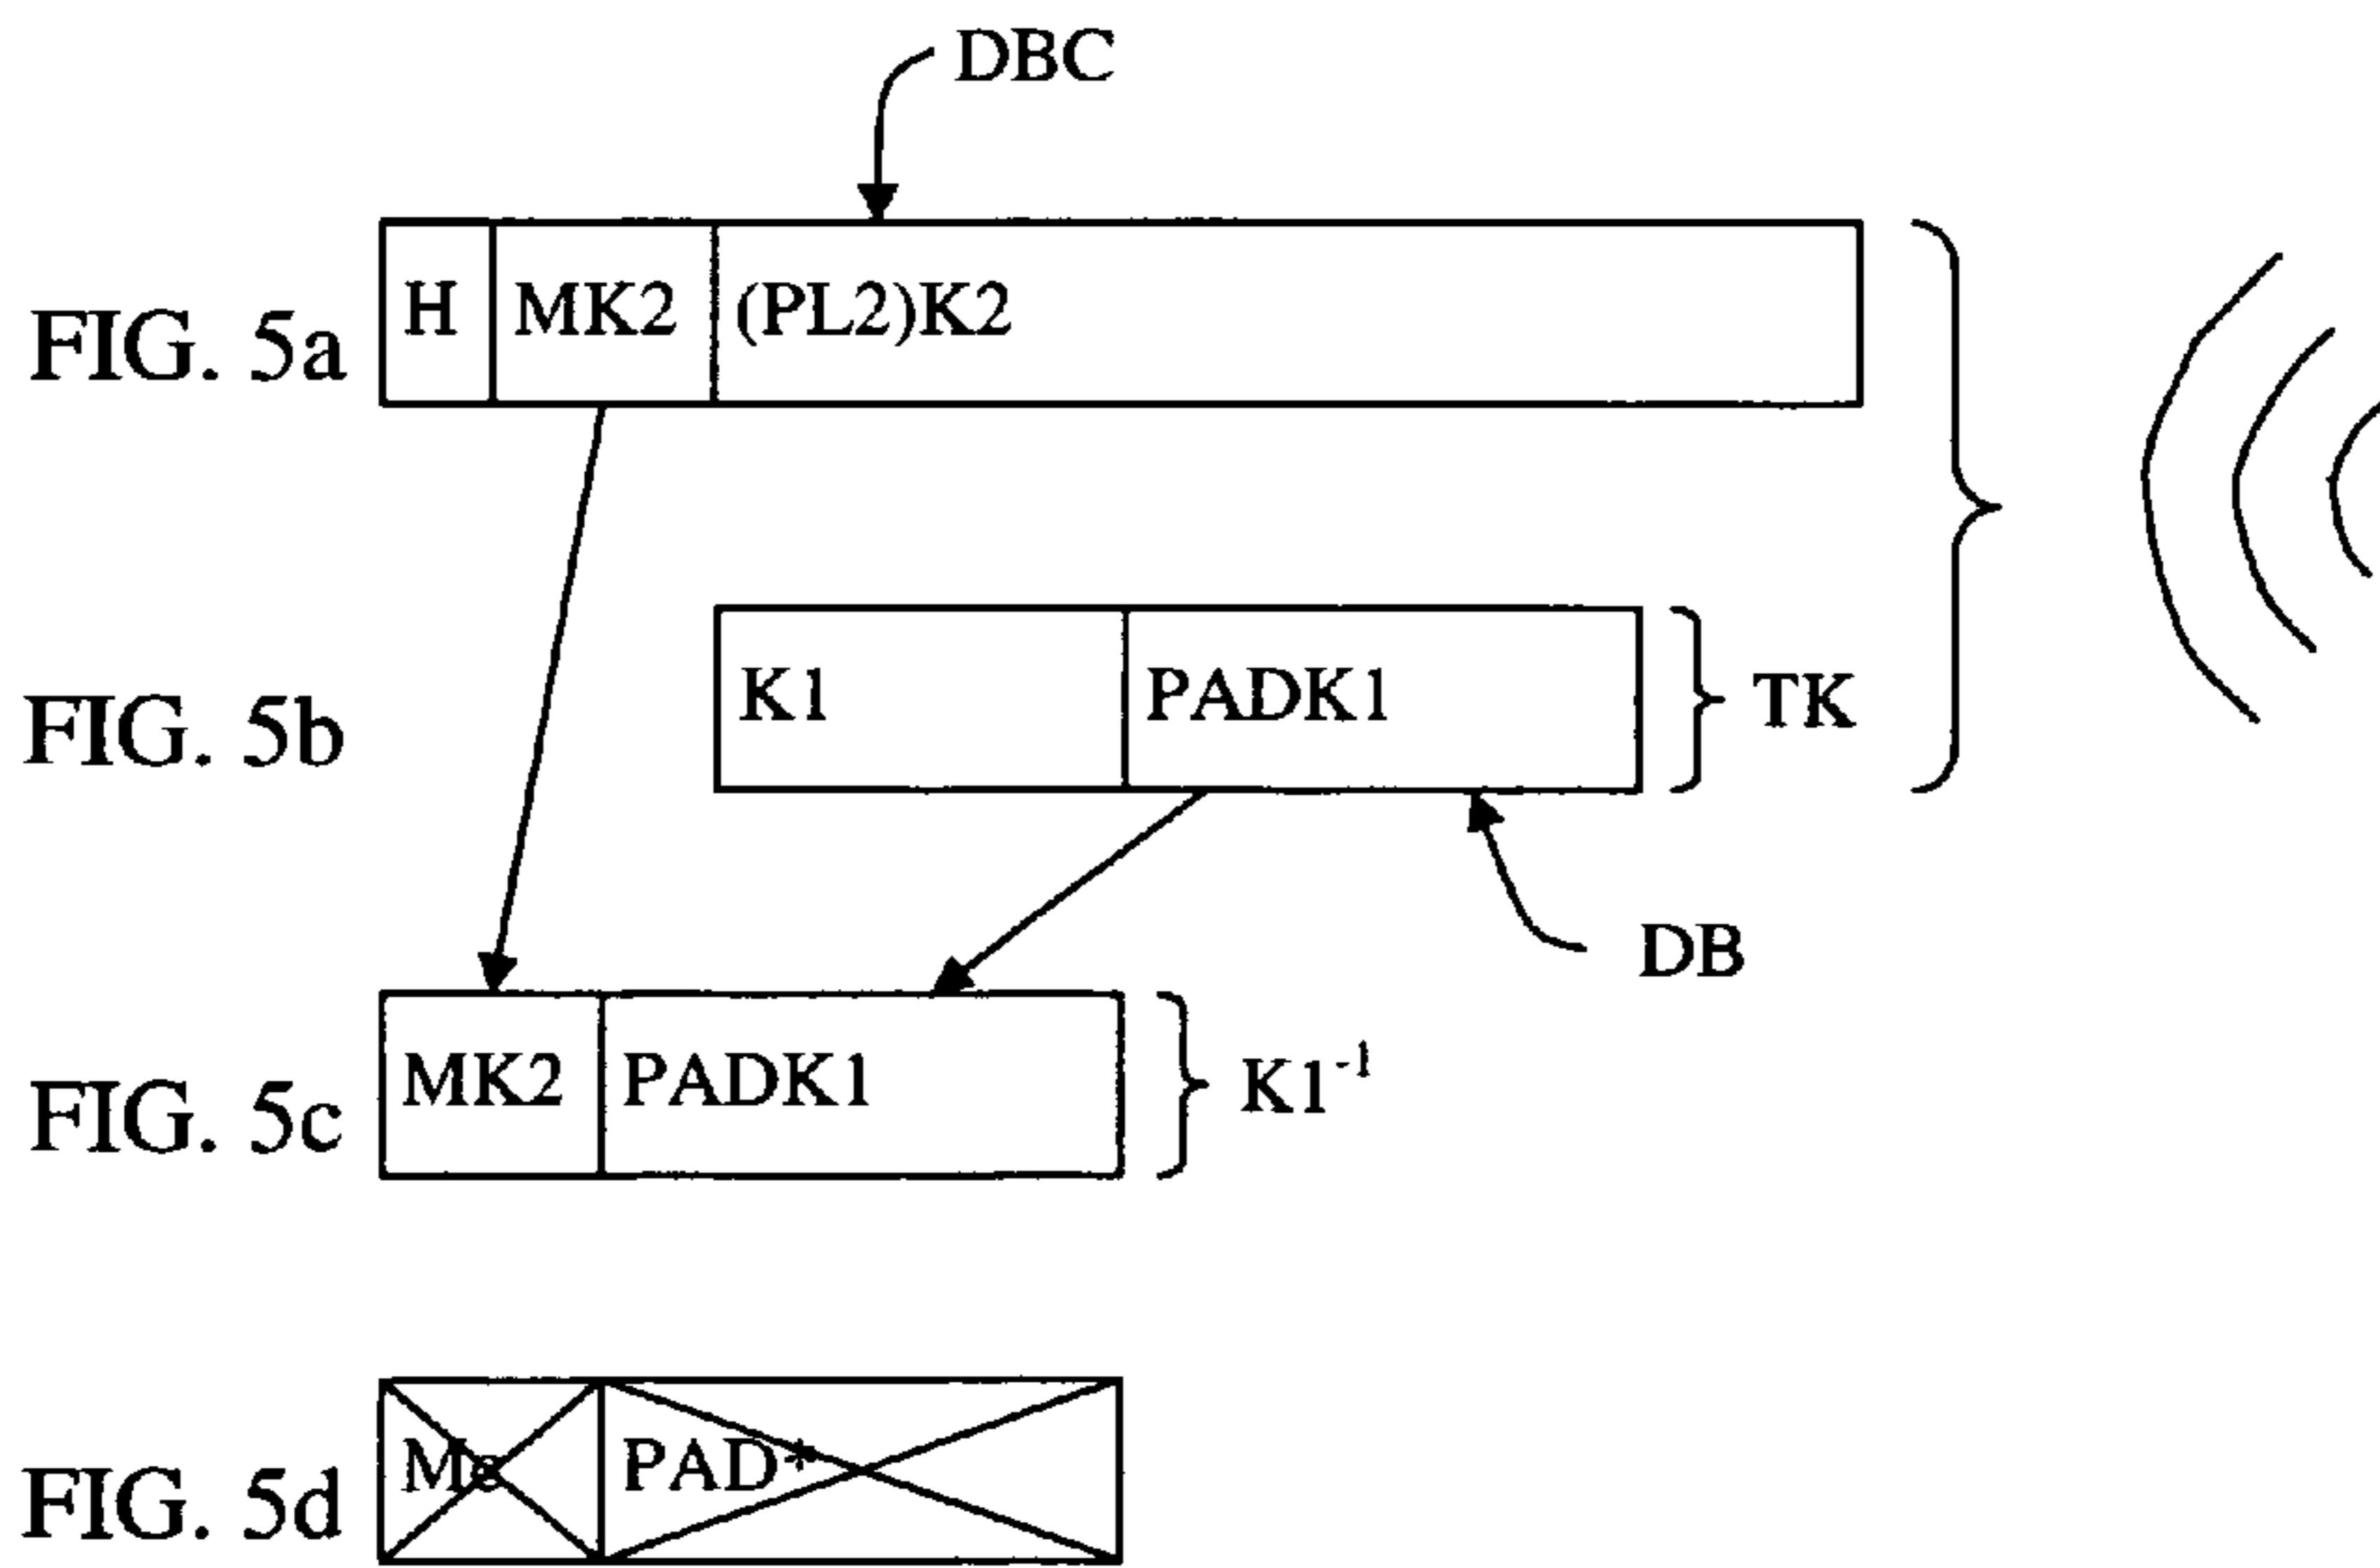 DBC
FIG. 5a H MK2 (PL2)K2
FIG. 5b K1 PADK1 TK
DB
FIG. 5c MK2 PADK1 K1⁻¹
FIG. 5d Me PAD*